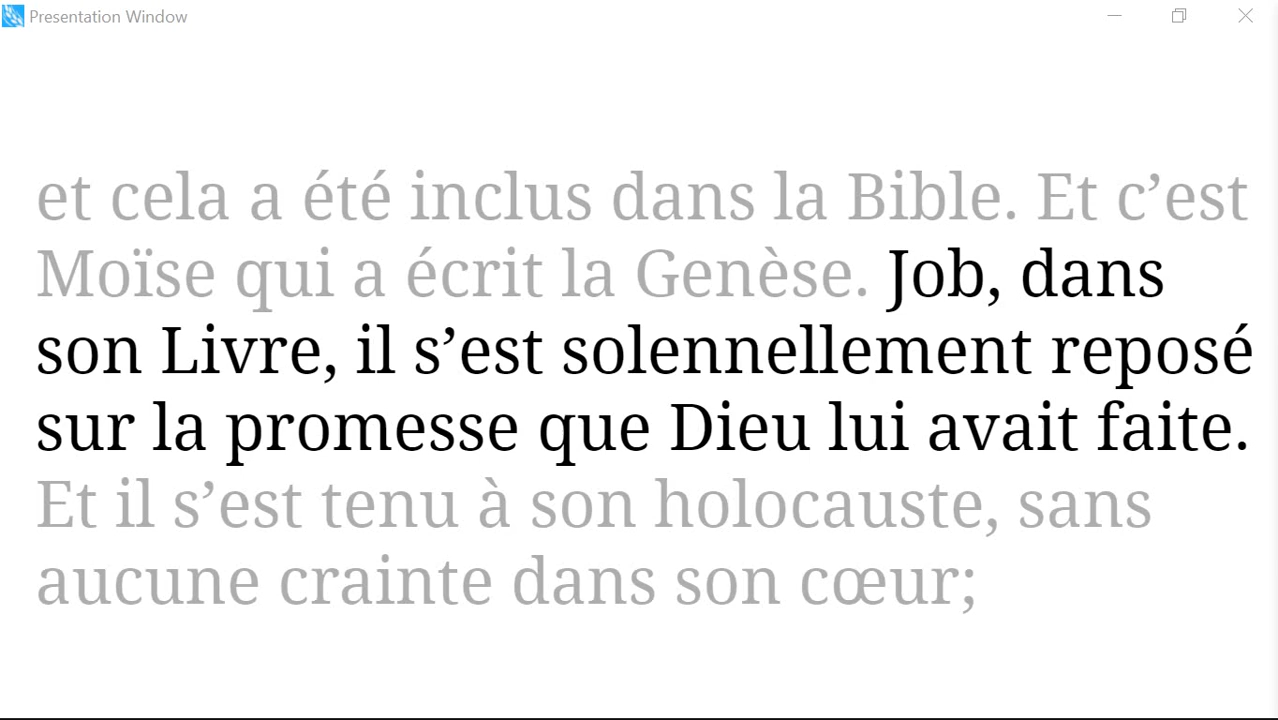 Presentation Window
et cela a été inclus dans la Bible. Et c’est
Moïse qui a écrit la Genèse. Job, dans
son Livre, il s’est solennellement reposé
sur la promesse que Dieu lui avait faite.
Et il s’est tenu à son holocauste, sans
aucune crainte dans son cœur;